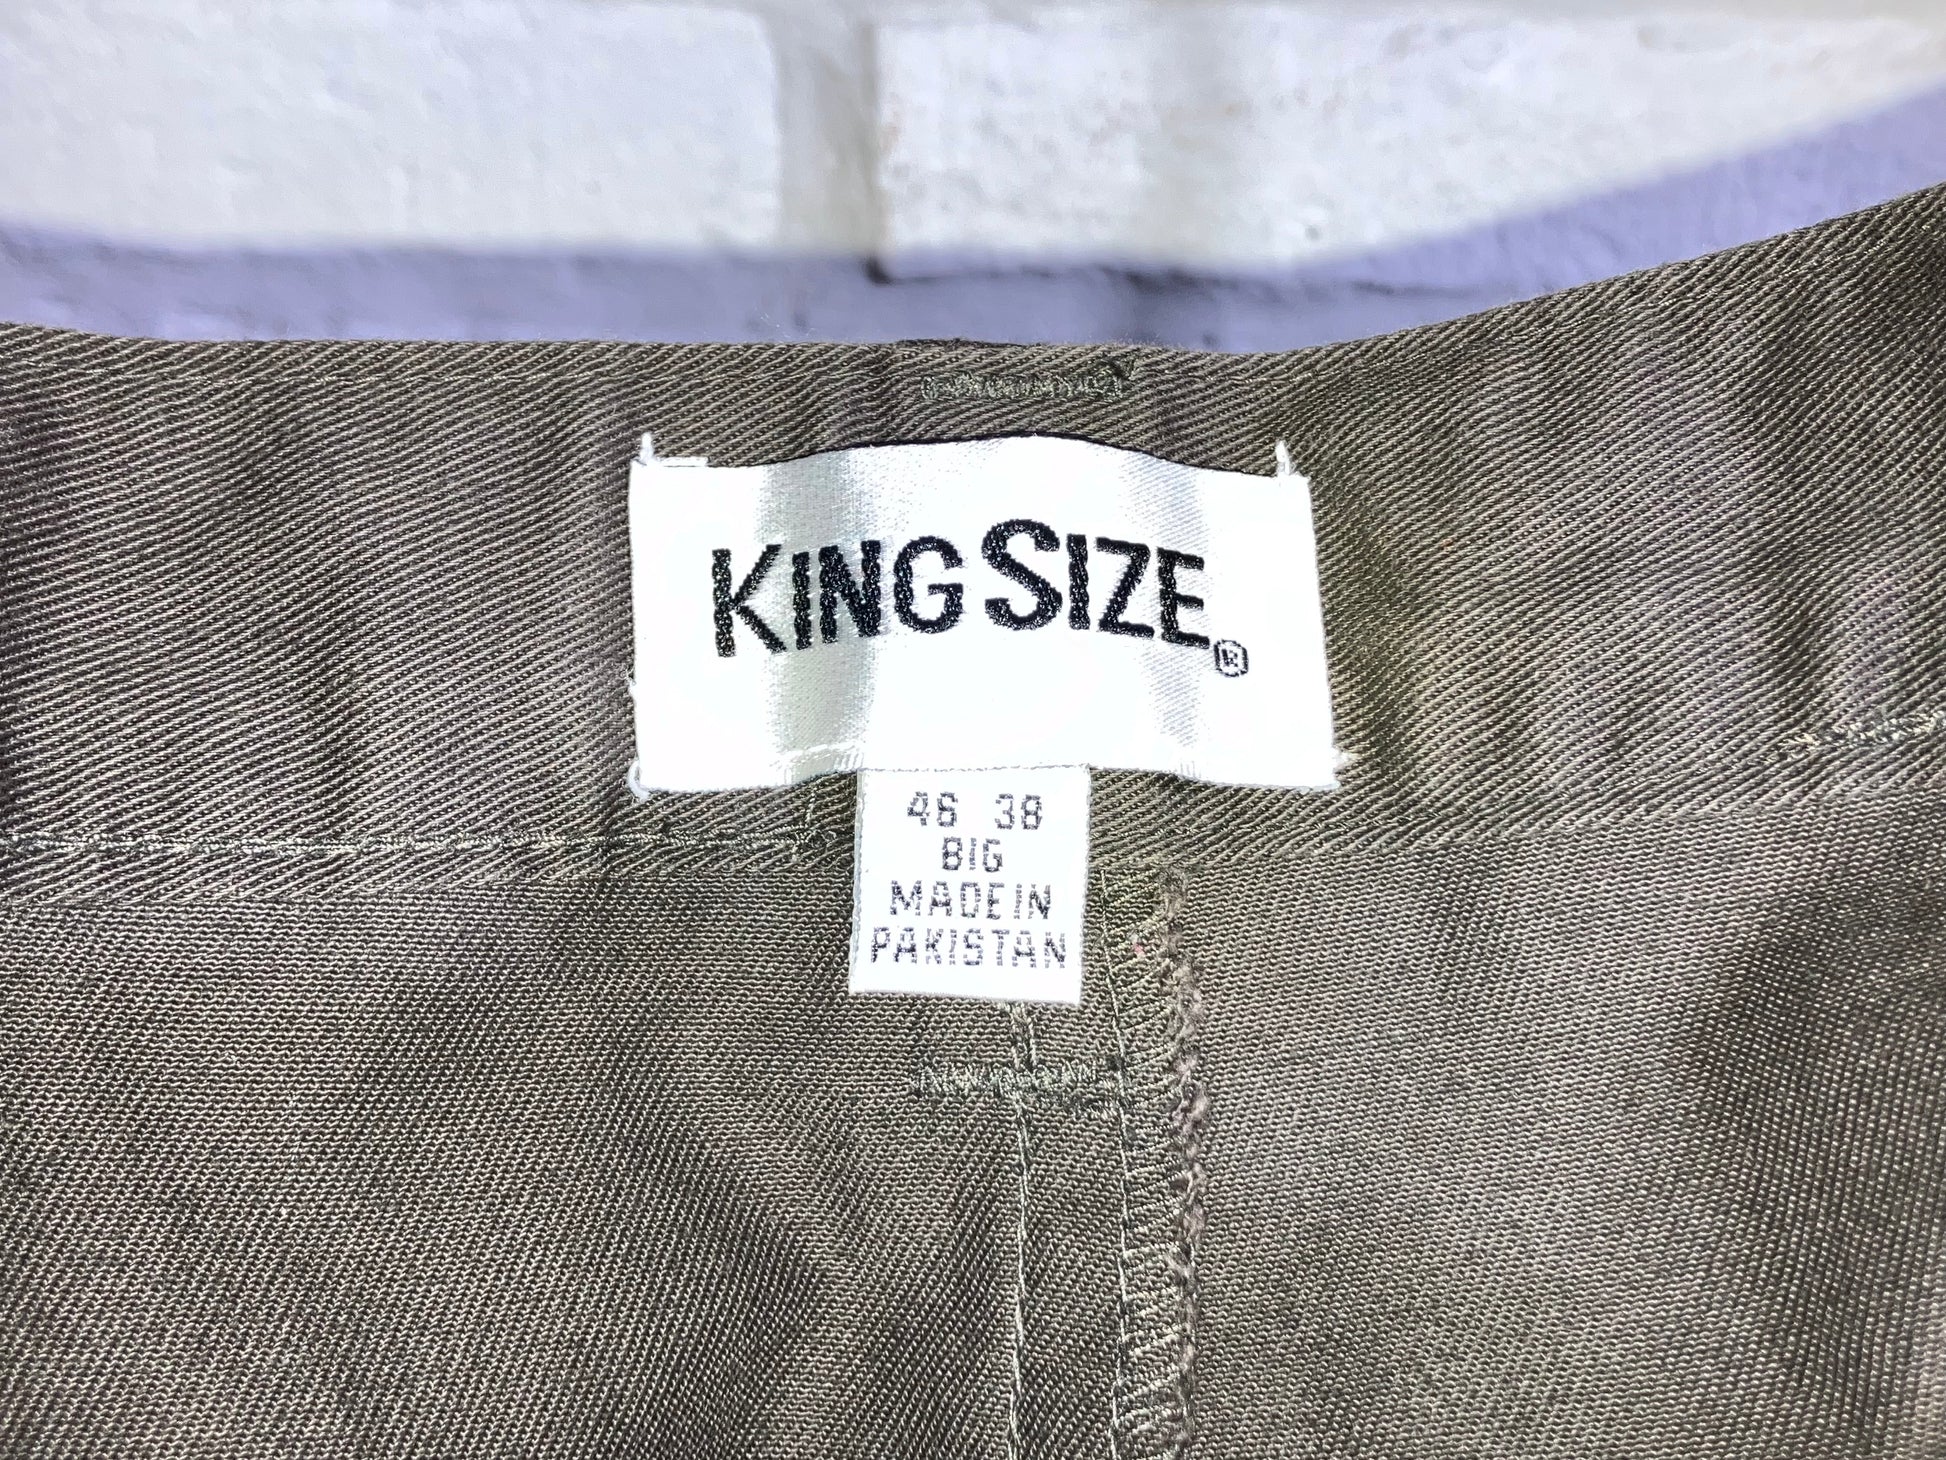 KING SIZE®
46 38
BIG
MADE IN
PAKISTAN